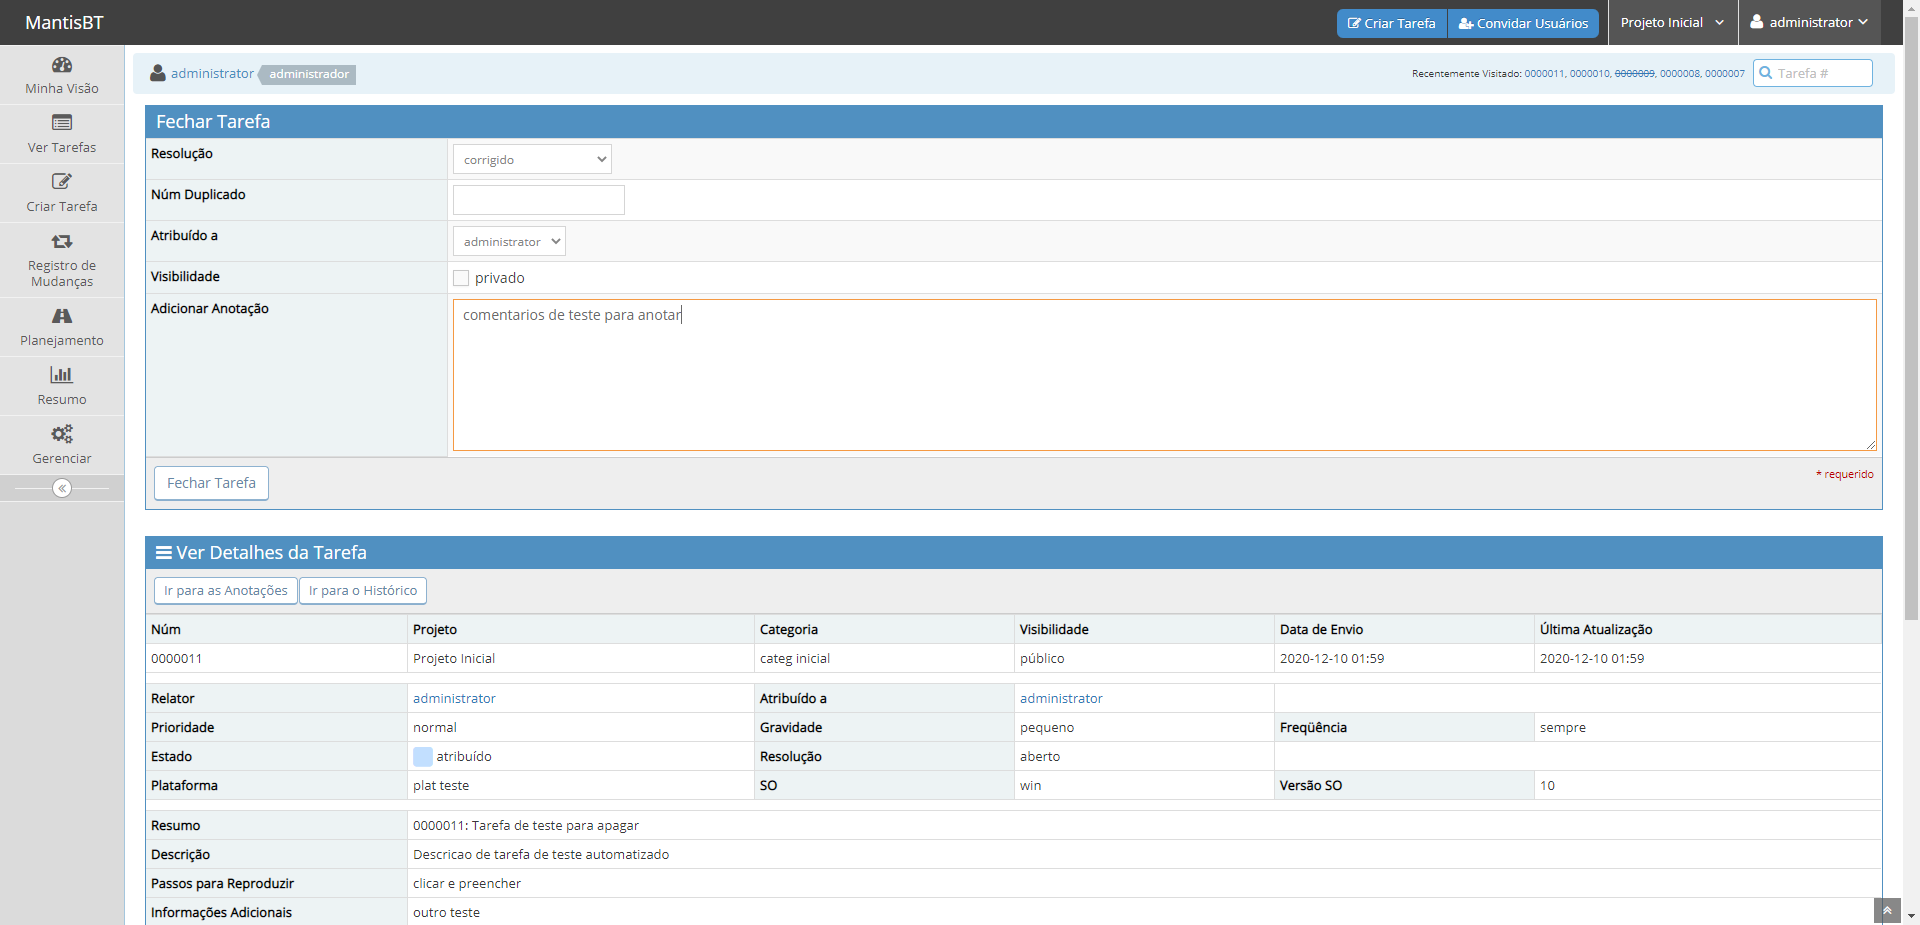 MantisBT
Criar Tarefa
Convidar Usuários
Projeto Inicial
administrator
Minha Visão
Ver Tarefas
Criar Tarefa
Registro de
Mudanças
Planejamento
Resumo
Gerenciar
administrator administrador
Recentemente Visitado: 0000011, 0000010, 0000009, 0000008, 0000007
Tarefa #
Fechar Tarefa
Resolução corrigido
Núm Duplicado
Atribuído a administrator
Visibilidade privado
Adicionar Anotação comentarios de teste para anotar
Fechar Tarefa
* requerido
Ver Detalhes da Tarefa
Ir para as Anotações Ir para o Histórico
Núm Projeto Categoria Visibilidade Data de Envio Última Atualização
0000011 Projeto Inicial categ inicial público 2020-12-10 01:59 2020-12-10 01:59
Relator administrator Atribuído a administrator
Prioridade normal Gravidade pequeno Freqüência sempre
Estado atribuído Resolução aberto
Plataforma plat teste SO win Versão SO 10
Resumo 0000011: Tarefa de teste para apagar
Descrição Descricao de tarefa de teste automatizado
Passos para Reproduzir clicar e preencher
Informações Adicionais outro teste